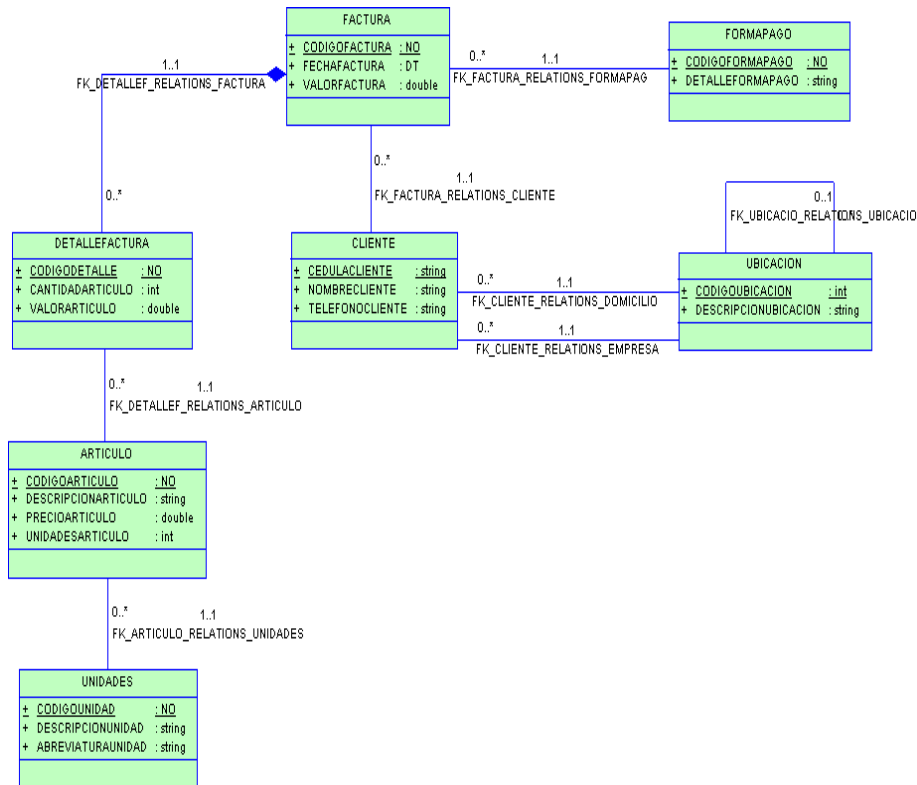 FACTURA
+ CODIGOFACTURA : NO
+ FECHAFACTURA : DT
+ VALORFACTURA : double
FORMAPAGO
+ CODIGOFORMAPAGO : NO
+ DETALLEFORMAPAGO : string
0..* 1..1
FK_FACTURA_RELATIONS_FORMAPAG
1..1
FK_DETALLEF_RELATIONS_FACTURA
0..*
0..*
1..1
FK_FACTURA_RELATIONS_CLIENTE
DETALLEFACTURA
+ CODIGODETALLE : NO
+ CANTIDADARTICULO : int
+ VALORARTICULO : double
CLIENTE
+ CEDULACLIENTE : string
+ NOMBRECLIENTE : string
+ TELEFONOCLIENTE : string
0..* 1..1
FK_CLIENTE_RELATIONS_DOMICILIO
0..* 1..1
FK_CLIENTE_RELATIONS_EMPRESA
0..1
FK_UBICACIO_RELATIONS_UBICACIO
UBICACION
+ CODIGOUBICACION : int
+ DESCRIPCIONUBICACION : string
0..* 1..1
FK_DETALLEF_RELATIONS_ARTICULO
ARTICULO
+ CODIGOARTICULO : NO
+ DESCRIPCIONARTICULO : string
+ PRECIOARTICULO : double
+ UNIDADESARTICULO : int
0..* 1..1
FK_ARTICULO_RELATIONS_UNIDADES
UNIDADES
+ CODIGOUNIDAD : NO
+ DESCRIPCIONUNIDAD : string
+ ABREVIATURAUNIDAD : string